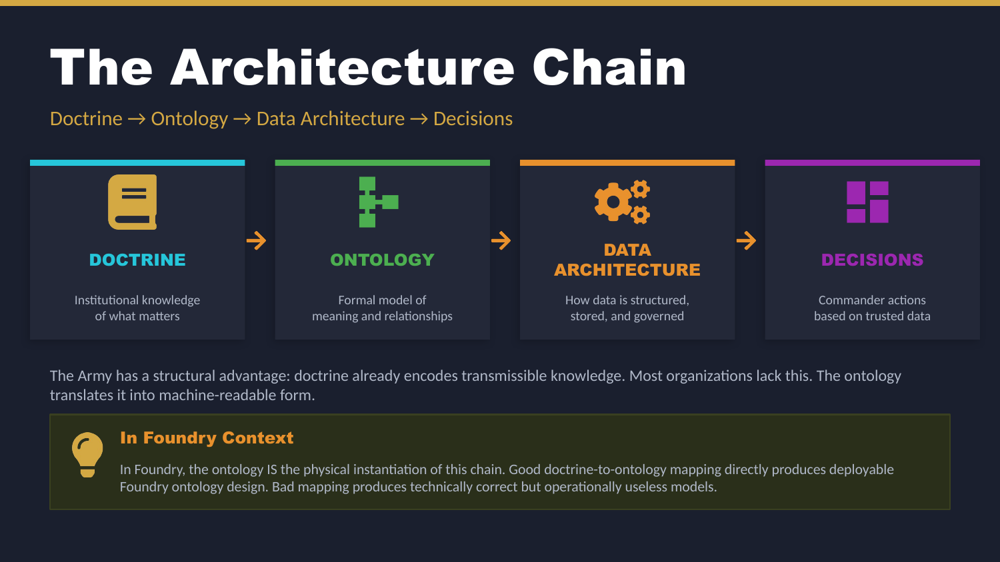 The Architecture Chain
Doctrine → Ontology → Data Architecture → Decisions
DOCTRINE
Institutional knowledge
of what matters
ONTOLOGY
Formal model of
meaning and relationships
DATA
ARCHITECTURE
How data is structured,
stored, and governed
DECISIONS
Commander actions
based on trusted data
The Army has a structural advantage: doctrine already encodes transmissible knowledge. Most organizations lack this. The ontology
translates it into machine-readable form.
In Foundry Context
In Foundry, the ontology IS the physical instantiation of this chain. Good doctrine-to-ontology mapping directly produces deployable
Foundry ontology design. Bad mapping produces technically correct but operationally useless models.